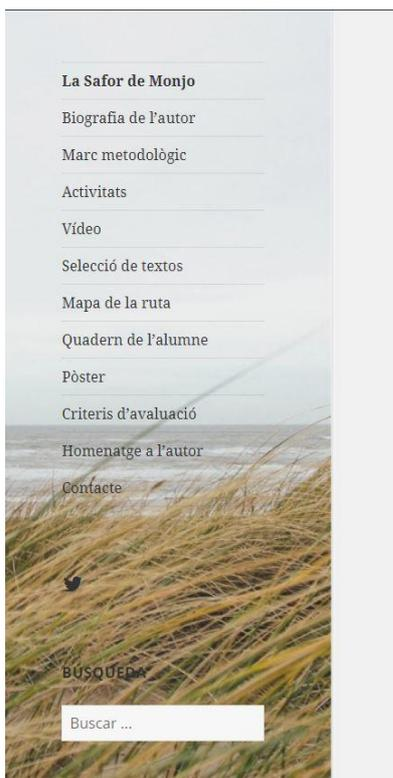 La Safor de Monjo
Biografia de l’autor
Marc metodològic
Activitats
Vídeo
Selecció de textos
Mapa de la ruta
Quadern de l’alumne
Pòster
Criteris d’avaluació
Homenatge a l’autor
Contacte
BÚSQUEDA
Buscar ...